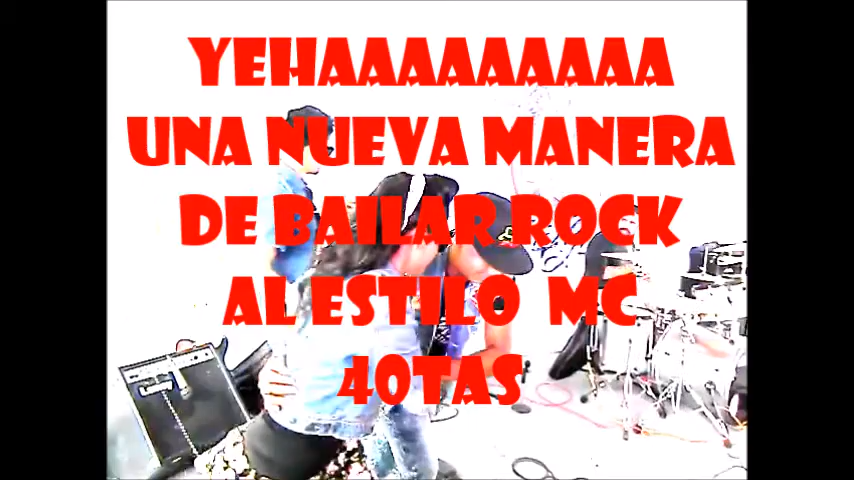 YEHAAAAAAAAA
UNA NUEVA MANERA
DE BAILAR ROCK
AL ESTILO MC
40TAS